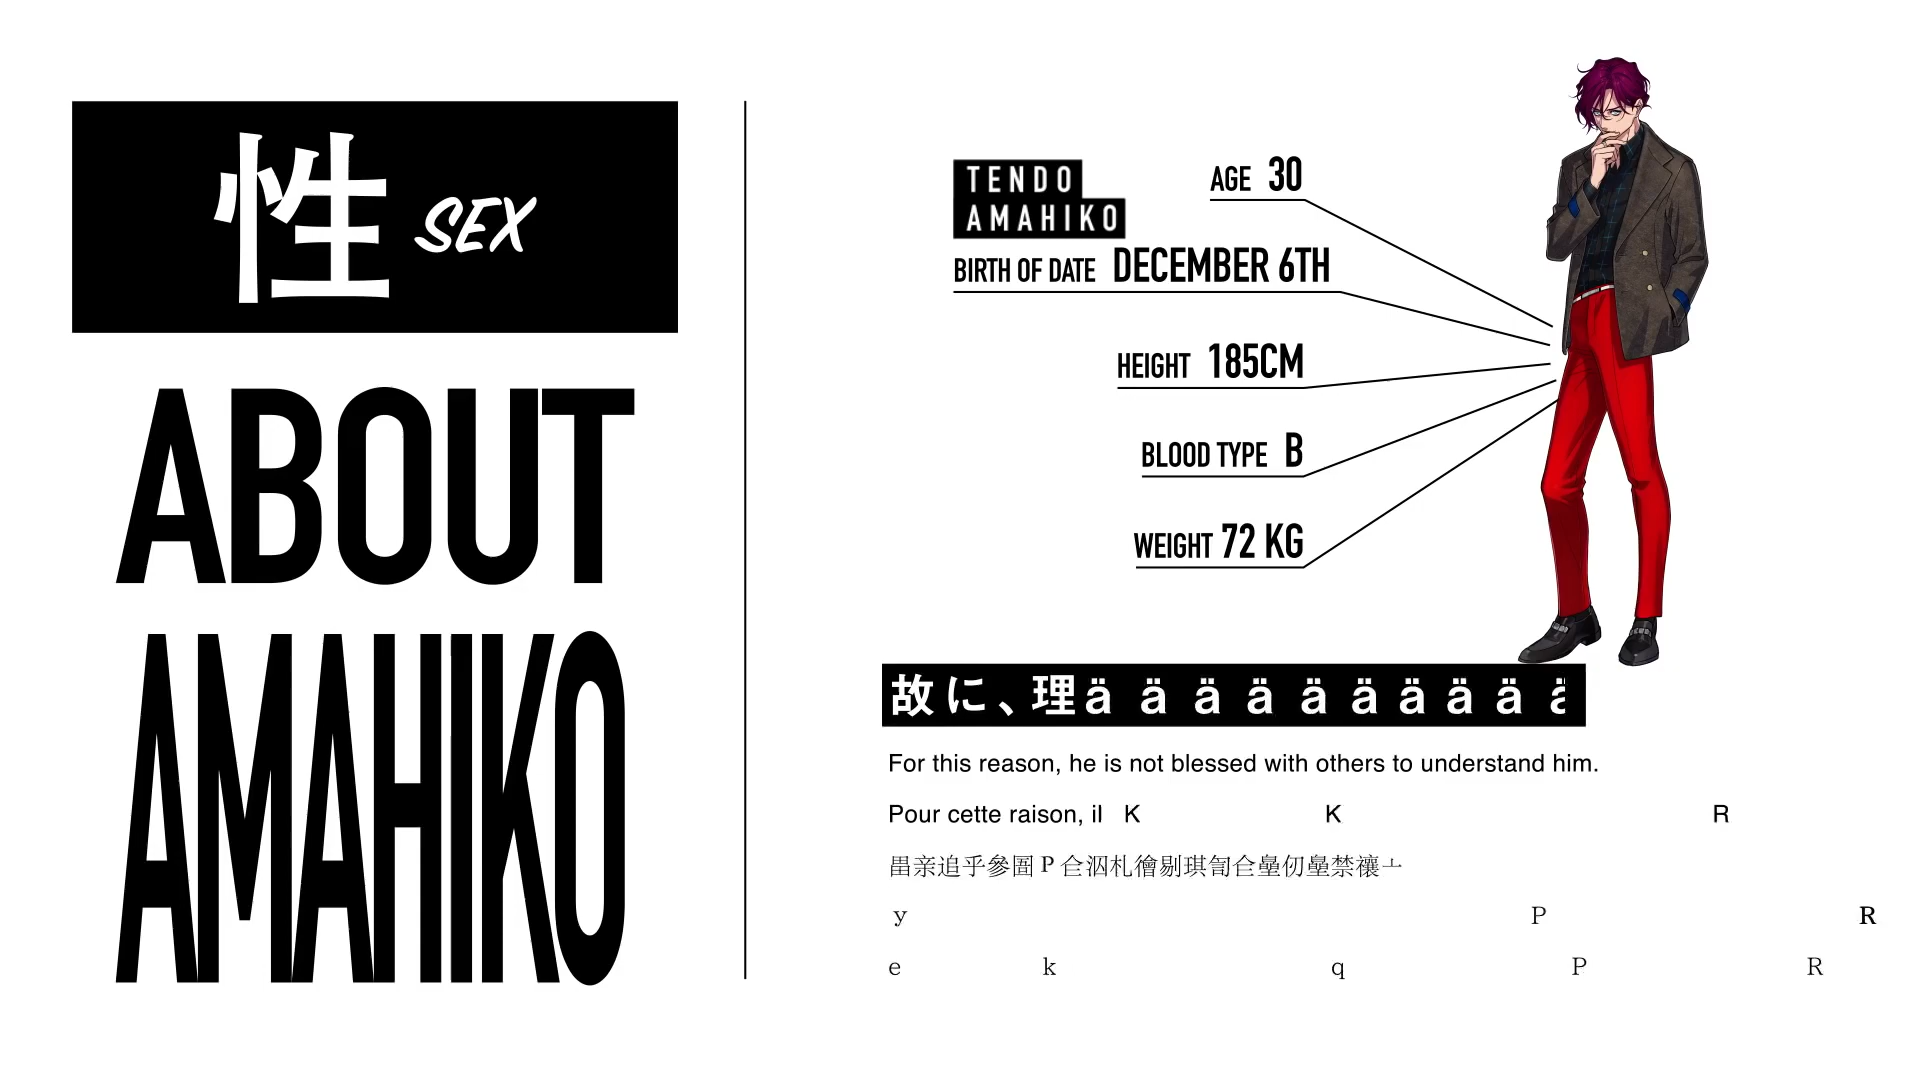 性 SEX
ABOUT
AMAHIKO
TENDO
AMAHIKO
AGE 30
BIRTH OF DATE DECEMBER 6TH
HEIGHT 185CM
BLOOD TYPE B
WEIGHT 72 KG
故に、理ä ä ä ä ä ä ä ä ä ä
For this reason, he is not blessed with others to understand him.
Pour cette raison, il K K R
y P R
e k q P R